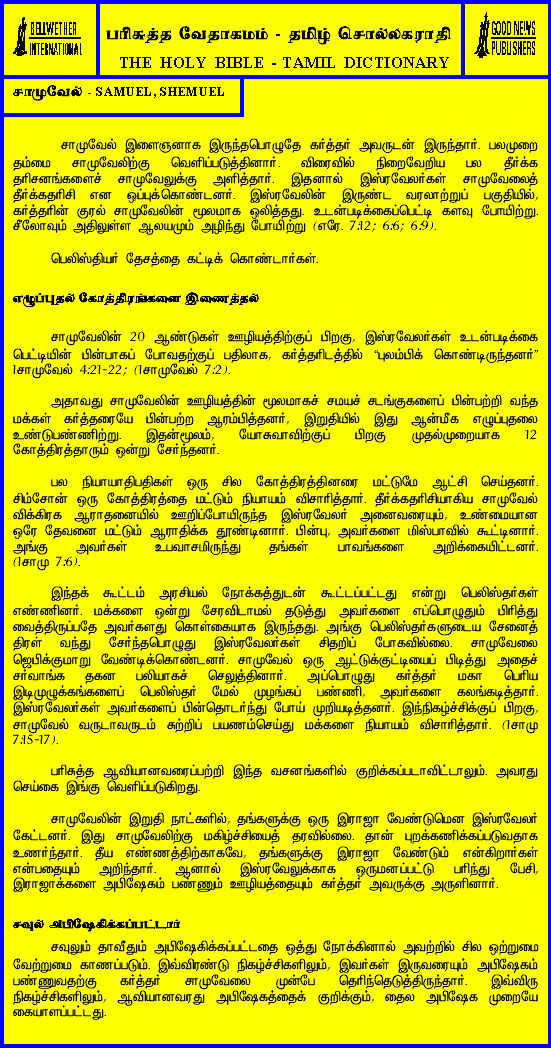 BELLWETHER
INTERNATIONAL
பரிசுத்த வேதாகமம் - தமிழ் சொல்லகராதி
THE HOLY BIBLE - TAMIL DICTIONARY
GOOD NEWS
PUBLISHERS
சாமுவேல் - SAMUEL, SHEMUEL
சாமுவேல் இளைஞனாக இருந்தபொழுதே கர்த்தர் அவருடன் இருந்தார். பலமுறை
தம்மை சாமுவேலிற்கு வெளிப்படுத்தினார். விரைவில் நிறைவேறிய பல தீர்க்க
தரிசனங்களைச் சாமுவேலுக்கு அளித்தார். இதனால் இஸ்ரவேலர்கள் சாமுவேலைத்
தீர்க்கதரிசி என ஒப்புக்கொண்டனர். இஸ்ரவேலின் இருண்ட வரலாற்றுப் பகுதியில்,
கர்த்தரின் குரல் சாமுவேலின் மூலமாக ஒலித்தது. உடன்படிக்கைப்பெட்டி களவு போயிற்று.
சீலோவும் அதிலுள்ள ஆலயமும் அழிந்து போயிற்று (எரே. 7:12; 6:6; 6:9).
பெலிஸ்தியர் தேசத்தை கட்டிக் கொண்டார்கள்.
எழுப்புதல் கோத்திரங்களை இணைத்தல்
சாமுவேலின் 20 ஆண்டுகள் ஊழியத்திற்குப் பிறகு, இஸ்ரவேலர்கள் உடன்படிக்கை
பெட்டியின் பின்பாகப் போவதற்குப் பதிலாக, கர்த்தரிடத்தில் “புலம்பிக் கொண்டிருந்தனர்”
1சாமுவேல் 4:21-22; (1சாமுவேல் 7:2).
அதாவது சாமுவேலின் ஊழியத்தின் மூலமாகச் சமயச் சடங்குகளைப் பின்பற்றி வந்த
மக்கள் கர்த்தரையே பின்பற்ற ஆரம்பித்தனர், இறுதியில் இது ஆன்மீக எழுப்புதலை
உண்டுபண்ணிற்று. இதன்மூலம், யோசுவாவிற்குப் பிறகு முதல்முறையாக 12
கோத்திரத்தாரும் ஒன்று சேர்ந்தனர்.
பல நியாயாதிபதிகள் ஒரு சில கோத்திரத்தினரை மட்டுமே ஆட்சி செய்தனர்.
சிம்சோன் ஒரு கோத்திரத்தை மட்டும் நியாயம் விசாரித்தார். தீர்க்கதரிசியாகிய சாமுவேல்
விக்கிரக ஆராதனையில் ஊறிப்போயிருந்த இஸ்ரவேலர் அனைவரையும், உண்மையான
ஒரே தேவனை மட்டும் ஆராதிக்க தூண்டினார். பின்பு, அவர்களை மிஸ்பாவில் கூட்டினார்.
அங்கு அவர்கள் உபவாசமிருந்து தங்கள் பாவங்களை அறிக்கையிட்டனர்.
(1சாமு 7:6).
இந்தக் கூட்டம் அரசியல் நோக்கத்துடன் கூட்டப்பட்டது என்று பெலிஸ்தர்கள்
எண்ணினர். மக்களை ஒன்று சேரவிடாமல் தடுத்து அவர்களை எப்பொழுதும் பிரித்து
வைத்திருப்பதே அவர்களது கொள்கையாக இருந்தது. அங்கு பெலிஸ்தர்களுடைய சேனைத்
திரள் வந்து சேர்ந்தபொழுது இஸ்ரவேலர்கள் சிதறிப் போகவில்லை. சாமுவேலை
ஜெபிக்குமாறு வேண்டிக்கொண்டனர். சாமுவேல் ஒரு ஆட்டுக்குட்டியைப் பிடித்து அதைச்
சர்வாங்க தகன பலியாகச் செலுத்தினார். அப்பொழுது கர்த்தர் மகா பெரிய
இடிமுழுக்கங்களைப் பெலிஸ்தர் மேல் முழங்கப் பண்ணி, அவர்களை கலங்கடித்தார்.
இஸ்ரவேலர்கள் அவர்களைப் பின்தொடர்ந்து போய் முறியடித்தனர். இந்நிகழ்ச்சிக்குப் பிறகு,
சாமுவேல் வருடாவருடம் சுற்றிப் பயணம்செய்து மக்களை நியாயம் விசாரித்தார். (1சாமு
7:15-17).
பரிசுத்த ஆவியானவரைப்பற்றி இந்த வசனங்களில் குறிக்கப்படாவிட்டாலும். அவரது
செய்கை இங்கு வெளிப்படுகிறது.
சாமுவேலின் இறுதி நாட்களில், தங்களுக்கு ஒரு இராஜா வேண்டுமென இஸ்ரவேலர்
கேட்டனர். இது சாமுவேலிற்கு மகிழ்ச்சியைத் தரவில்லை. தான் புறக்கணிக்கப்படுவதாக
உணர்ந்தார். தீய எண்ணத்திற்காகவே, தங்களுக்கு இராஜா வேண்டும் என்கிறார்கள்
என்பதையும் அறிந்தார். ஆனால் இஸ்ரவேலுக்காக ஒருமனப்பட்டு பரிந்து பேசி,
இராஜாக்களை அபிஷேகம் பண்ணும் ஊழியத்தையும் கர்த்தர் அவருக்கு அருளினார்.
சவுல் அபிஷேகிக்கப்பட்டார்
சவுலும் தாவீதும் அபிஷேகிக்கப்பட்டதை ஒத்து நோக்கினால் அவற்றில் சில ஒற்றுமை
வேற்றுமை காணப்படும். இவ்விரண்டு நிகழ்ச்சிகளிலும், இவர்கள் இருவரையும் அபிஷேகம்
பண்ணுவதற்கு கர்த்தர் சாமுவேலை முன்பே தெரிந்தெடுத்திருந்தார். இவ்விரு
நிகழ்ச்சிகளிலும், ஆவியானவரது அபிஷேகத்தைக் குறிக்கும், தைல அபிஷேக முறையே
கையாளப்பட்டது.